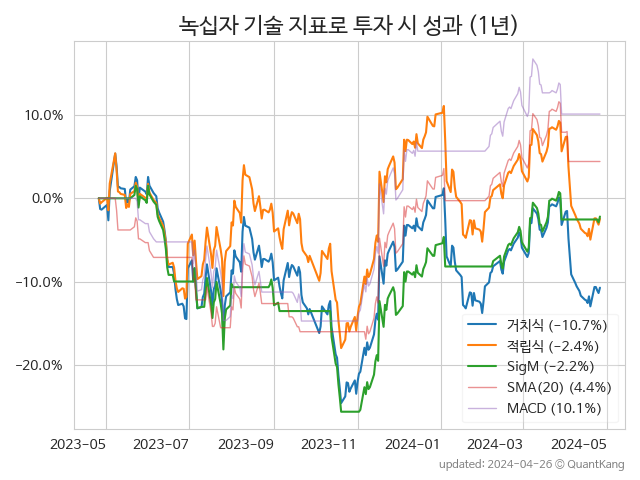 녹십자 기술 지표로 투자 시 성과 (1년)
10.0%
0.0%
−10.0%
−20.0%
거치식 (−10.7%)
적립식 (−2.4%)
SigM (−2.2%)
SMA(20) (4.4%)
MACD (10.1%)
2023-05 2023-07 2023-09 2023-11 2024-01 2024-03 2024-05
updated: 2024-04-26 © QuantKang